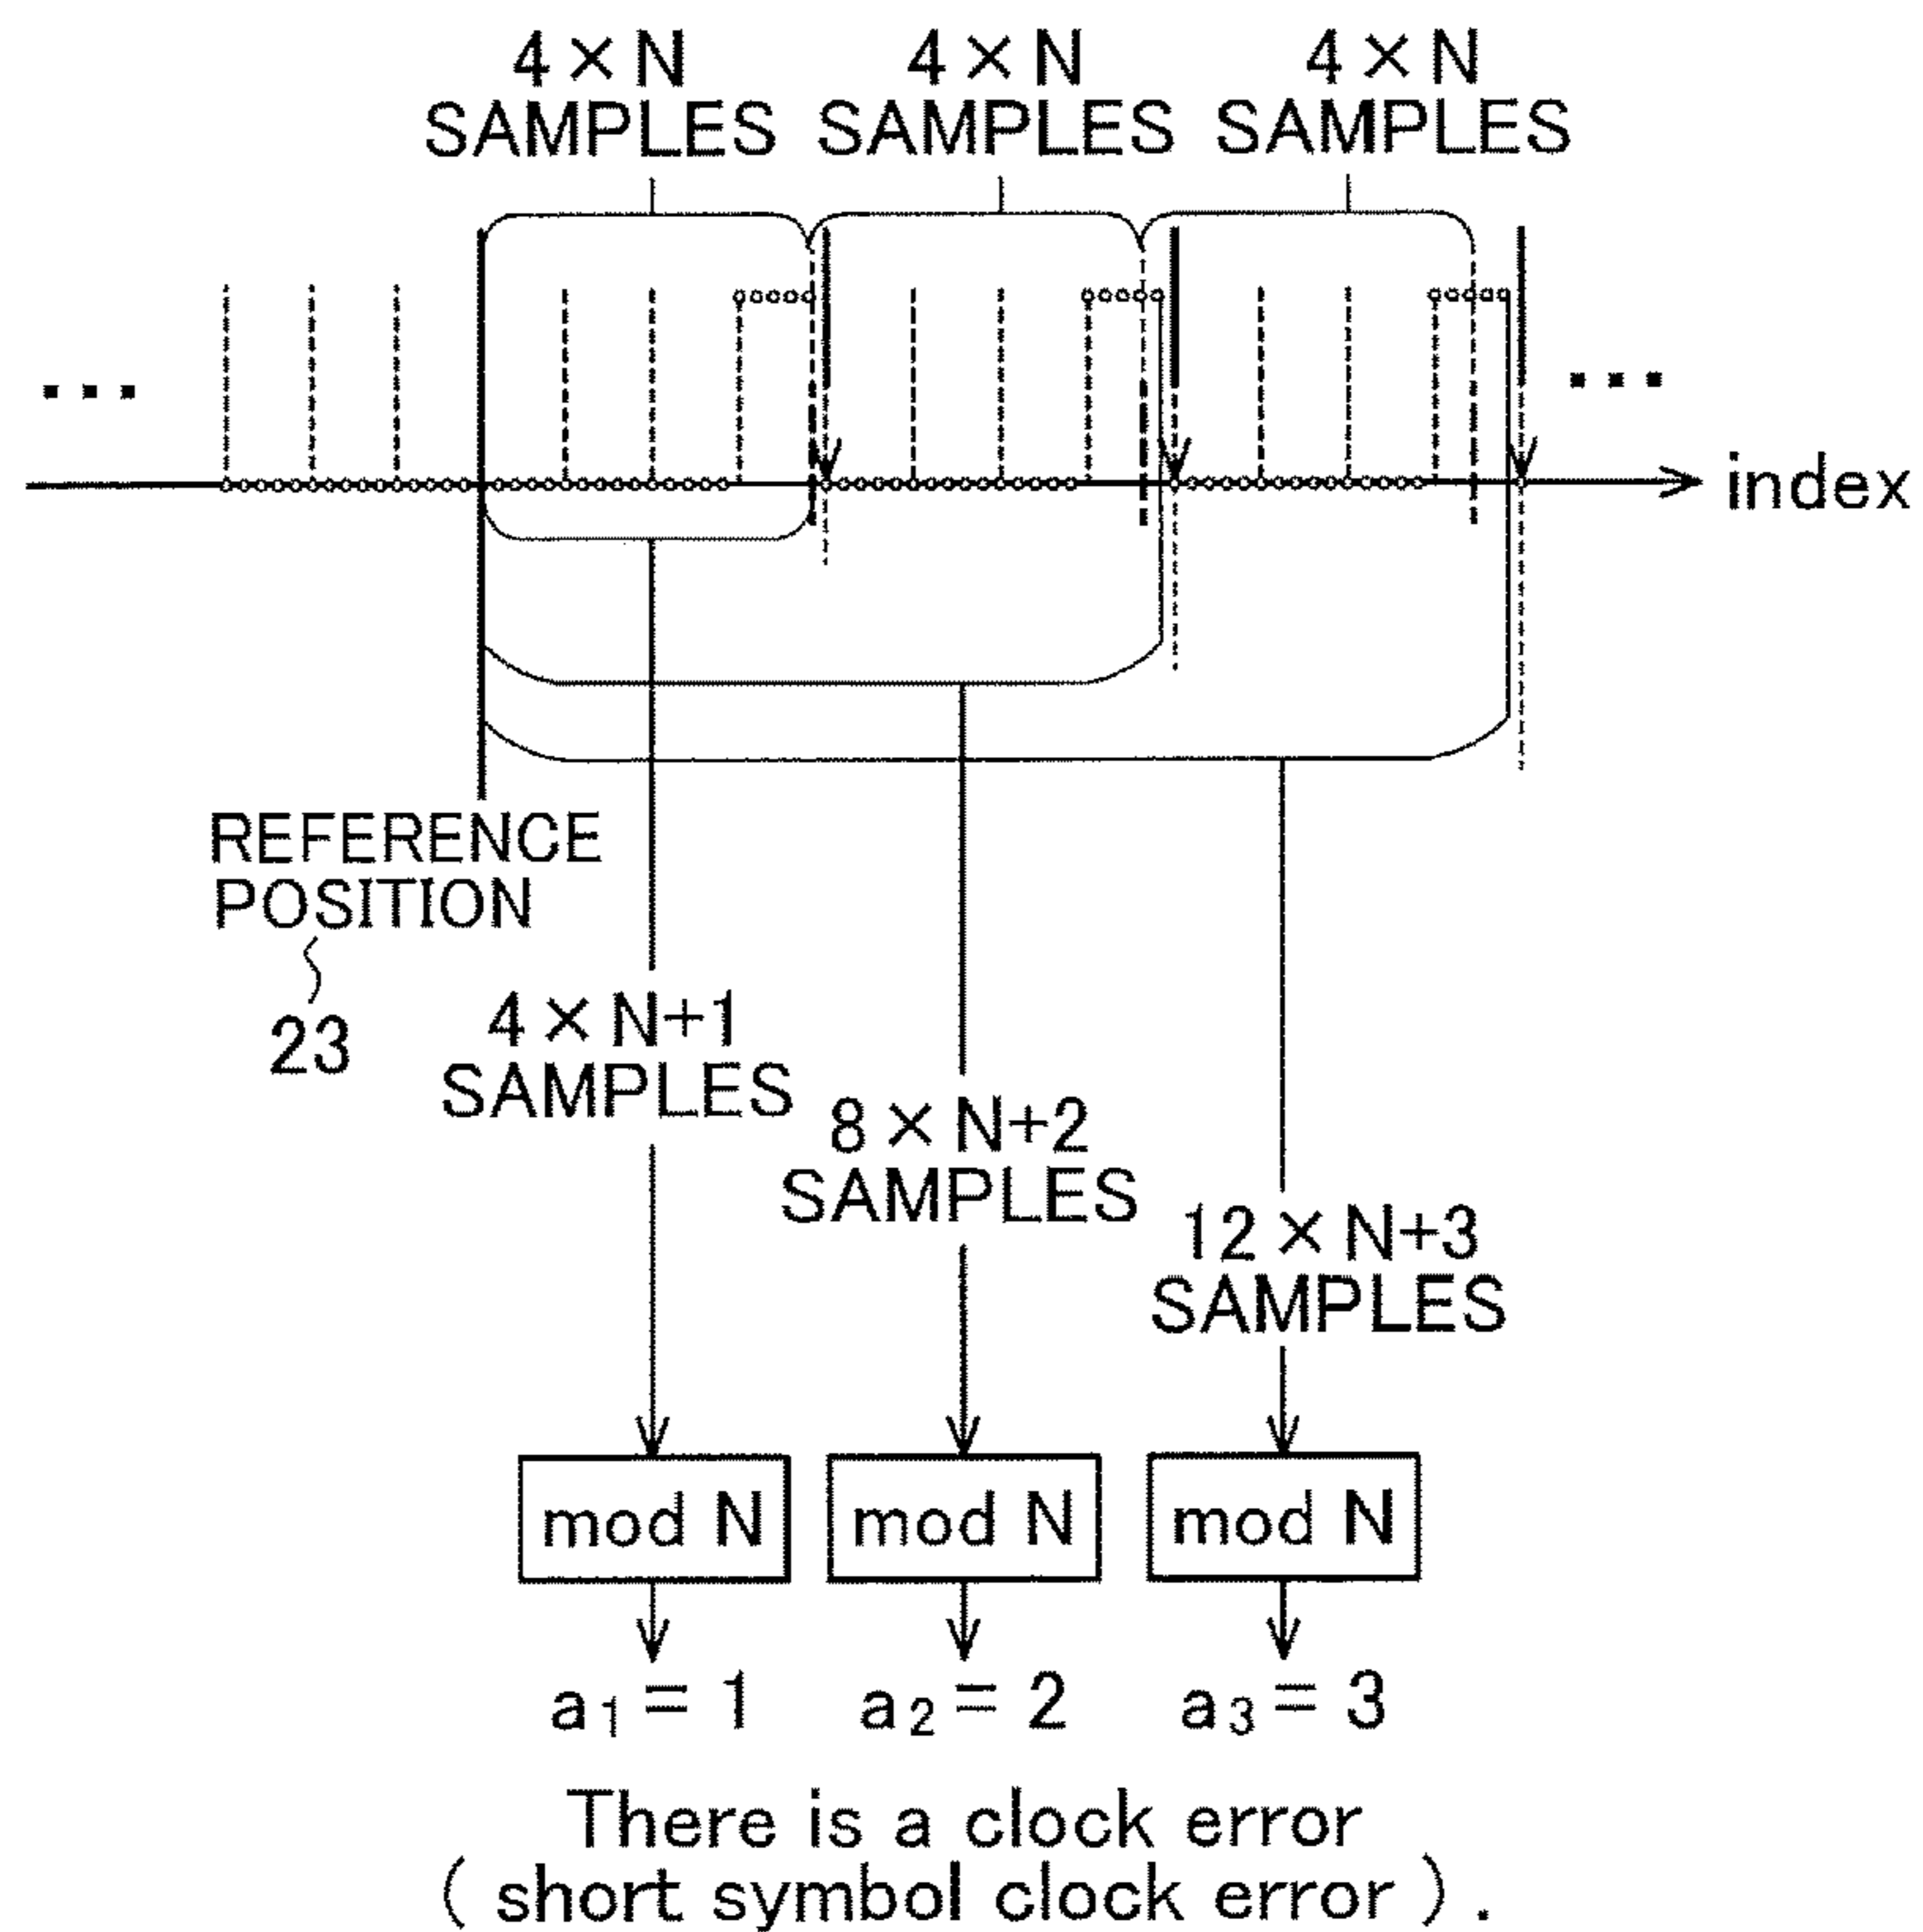 4×N 4×N 4×N
SAMPLES SAMPLES SAMPLES
... ...
index
REFERENCE
POSITION
23
4×N+1
SAMPLES
8×N+2
SAMPLES
12×N+3
SAMPLES
mod N mod N mod N
a1 = 1 a2 = 2 a3 = 3
There is a clock error
( short symbol clock error ) .